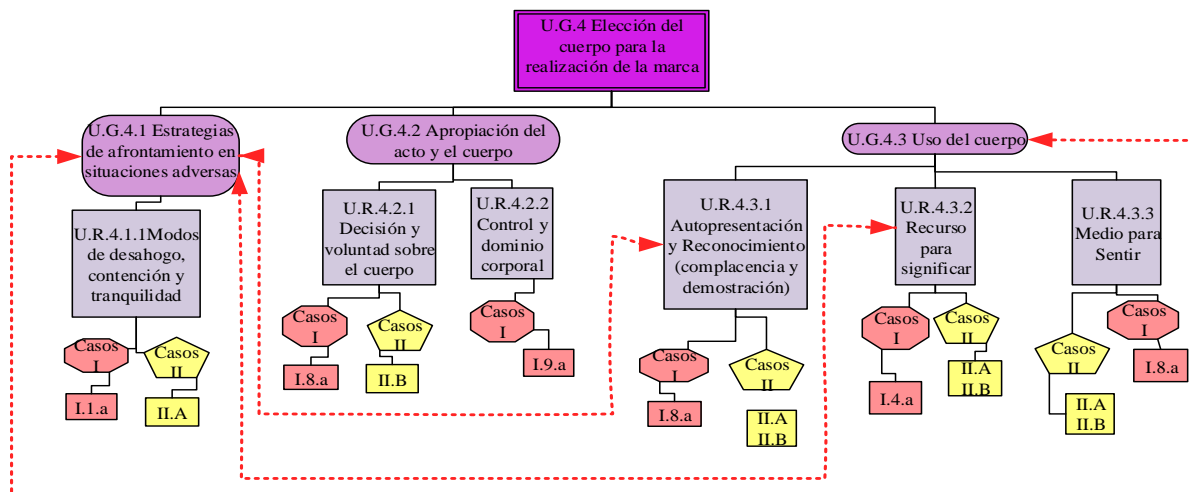 U.G.4 Elección del
cuerpo para la
realización de la marca
U.G.4.1 Estrategias
de afrontamiento en
situaciones adversas
U.G.4.2 Apropiación del
acto y el cuerpo
U.G.4.3 Uso del cuerpo
U.R.4.1.1Modos
de desahogo,
contención y
tranquilidad
U.R.4.2.1
Decisión y
voluntad sobre
el cuerpo
U.R.4.2.2
Control y
dominio
corporal
U.R.4.3.1
Autopresentación
y Reconocimiento
(complacencia y
demostración)
U.R.4.3.2
Recurso
para
significar
U.R.4.3.3
Medio para
Sentir
Casos
I
I.1.a
Casos
II
II.A
Casos
I
I.8.a
Casos
II
II.B
Casos
I
I.9.a
Casos
I
I.8.a
Casos
II
II.A
II.B
Casos
I
I.4.a
Casos
II
II.A
II.B
Casos
II
II.A
II.B
Casos
I
I.8.a